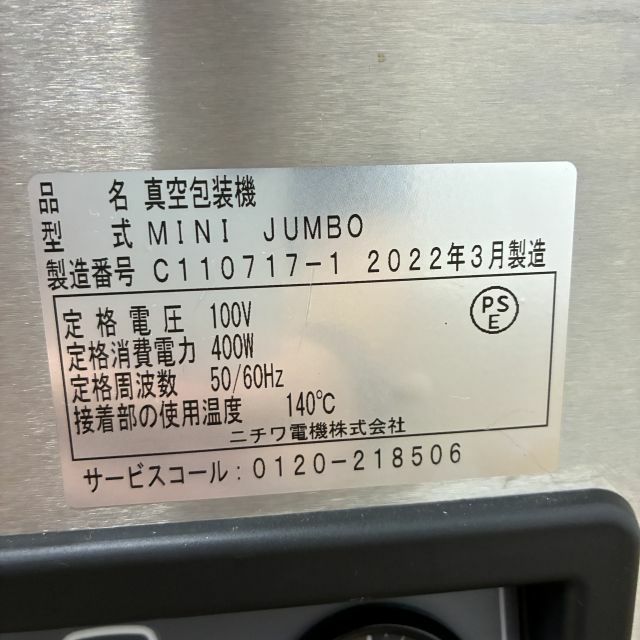 品　　名 真空包装機
型　　式 MINI JUMBO
製造番号 C110717-1 2022年3月製造
定格電圧 100V
PS
E
定格消費電力 400W
定格周波数 50/60Hz
接着部の使用温度 140℃
ニチワ電機株式会社
サービスコール:0120-218506